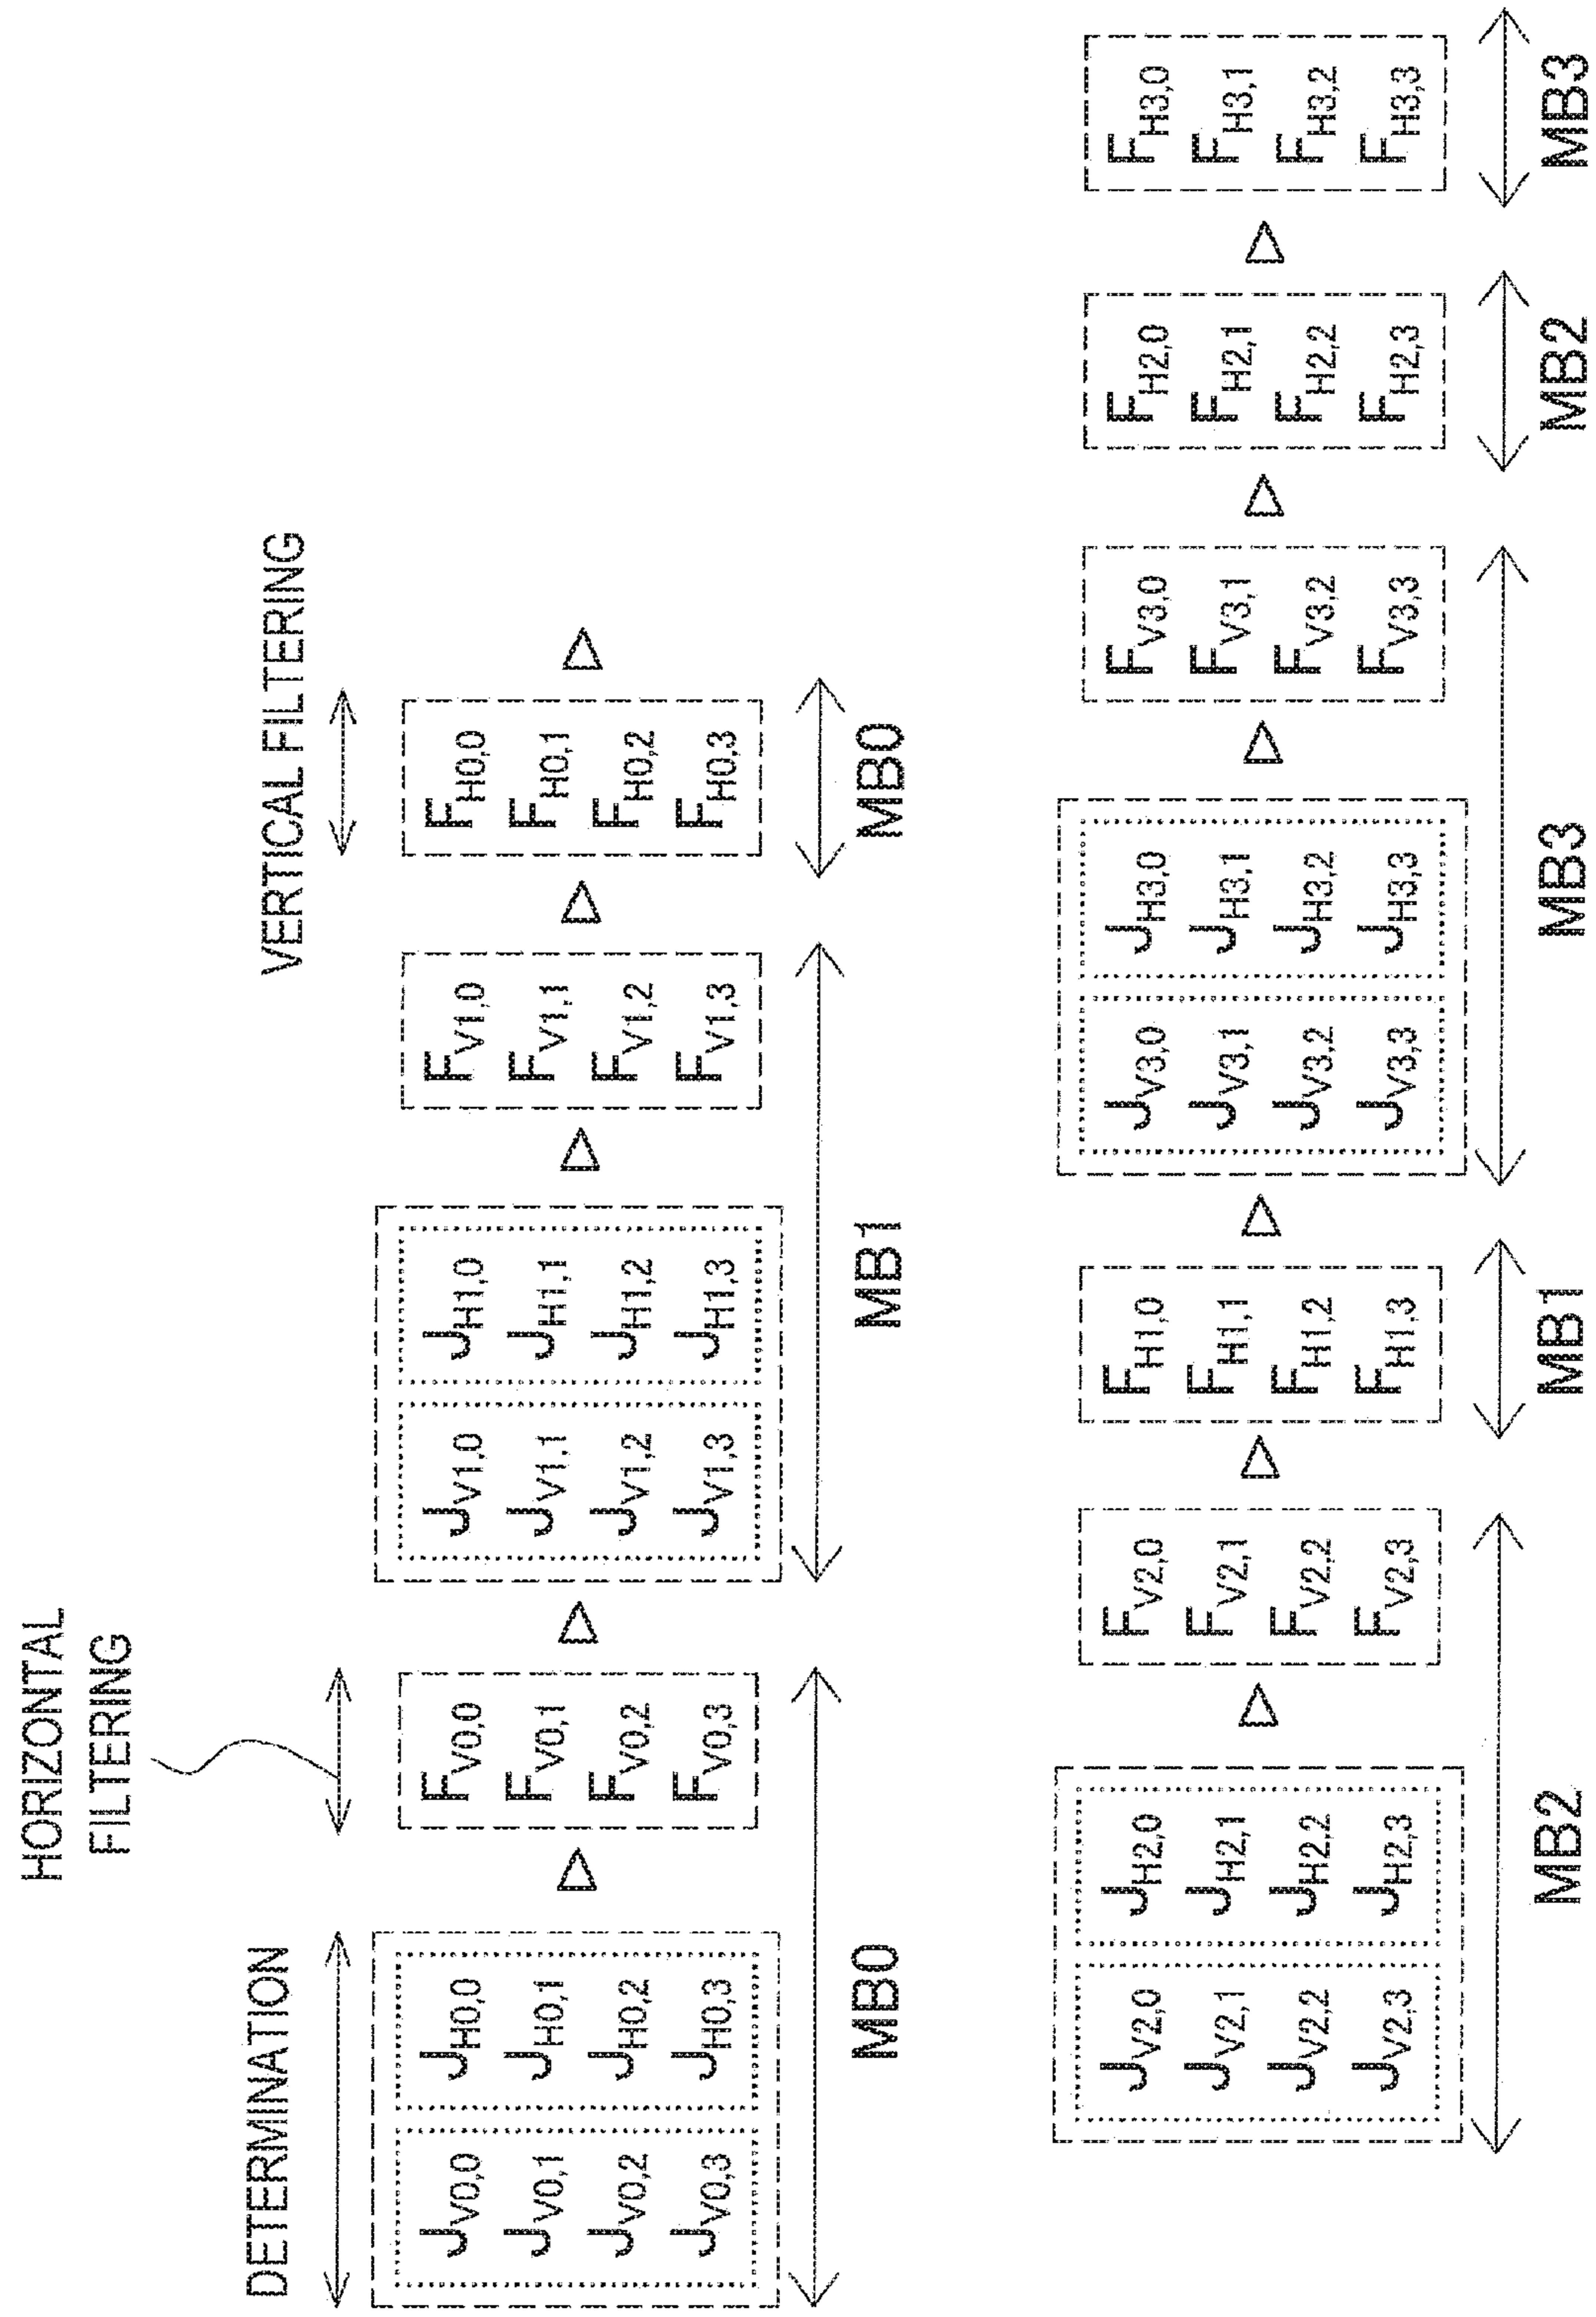 HORIZONTAL
FILTERING
DETERMINATION
VERTICAL FILTERING
JV0,0 JH0,0 FV0,0 JV1,0 JH1,0 FV1,0 FH0,0
JV0,1 JH0,1 FV0,1 JV1,1 JH1,1 FV1,1 FH0,1
JV0,2 JH0,2 FV0,2 JV1,2 JH1,2 FV1,2 FH0,2
JV0,3 JH0,3 FV0,3 JV1,3 JH1,3 FV1,3 FH0,3
MB0 MB1 MB0
JV2,0 JH2,0 FV2,0 FH1,0 JV3,0 JH3,0 FV3,0 FH2,0 FH3,0
JV2,1 JH2,1 FV2,1 FH1,1 JV3,1 JH3,1 FV3,1 FH2,1 FH3,1
JV2,2 JH2,2 FV2,2 FH1,2 JV3,2 JH3,2 FV3,2 FH2,2 FH3,2
JV2,3 JH2,3 FV2,3 FH1,3 JV3,3 JH3,3 FV3,3 FH2,3 FH3,3
MB2 MB1 MB3 MB2 MB3